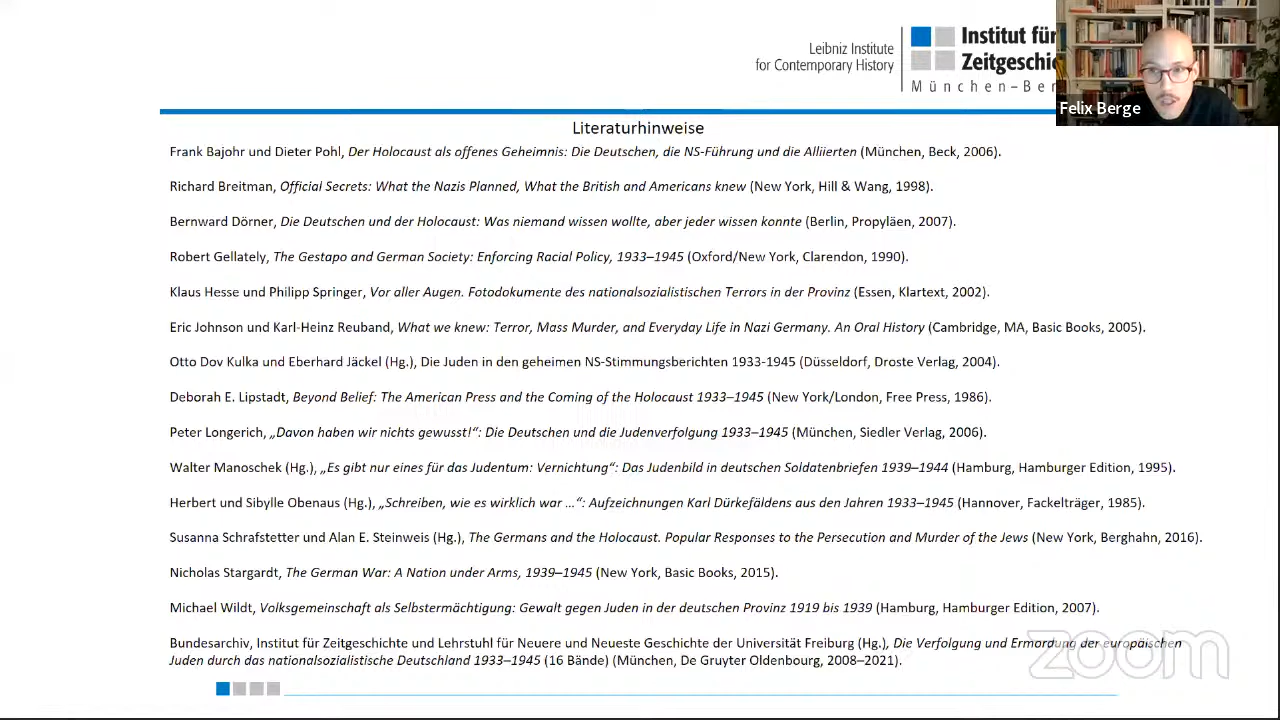 Leibniz Institute
for Contemporary History
Institut für
Zeitgeschic
München–Ber
Felix Berge
Literaturhinweise
Frank Bajohr und Dieter Pohl, Der Holocaust als offenes Geheimnis: Die Deutschen, die NS-Führung und die Alliierten (München, Beck, 2006).
Richard Breitman, Official Secrets: What the Nazis Planned, What the British and Americans knew (New York, Hill & Wang, 1998).
Bernward Dörner, Die Deutschen und der Holocaust: Was niemand wissen wollte, aber jeder wissen konnte (Berlin, Propyläen, 2007).
Robert Gellately, The Gestapo and German Society: Enforcing Racial Policy, 1933–1945 (Oxford/New York, Clarendon, 1990).
Klaus Hesse und Philipp Springer, Vor aller Augen. Fotodokumente des nationalsozialistischen Terrors in der Provinz (Essen, Klartext, 2002).
Eric Johnson und Karl-Heinz Reuband, What we knew: Terror, Mass Murder, and Everyday Life in Nazi Germany. An Oral History (Cambridge, MA, Basic Books, 2005).
Otto Dov Kulka und Eberhard Jäckel (Hg.), Die Juden in den geheimen NS-Stimmungsberichten 1933-1945 (Düsseldorf, Droste Verlag, 2004).
Deborah E. Lipstadt, Beyond Belief: The American Press and the Coming of the Holocaust 1933–1945 (New York/London, Free Press, 1986).
Peter Longerich, „Davon haben wir nichts gewusst!“: Die Deutschen und die Judenverfolgung 1933–1945 (München, Siedler Verlag, 2006).
Walter Manoschek (Hg.), „Es gibt nur eines für das Judentum: Vernichtung“: Das Judenbild in deutschen Soldatenbriefen 1939–1944 (Hamburg, Hamburger Edition, 1995).
Herbert und Sibylle Obenaus (Hg.), „Schreiben, wie es wirklich war ...“: Aufzeichnungen Karl Dürkefäldens aus den Jahren 1933–1945 (Hannover, Fackelträger, 1985).
Susanna Schrafstetter und Alan E. Steinweis (Hg.), The Germans and the Holocaust. Popular Responses to the Persecution and Murder of the Jews (New York, Berghahn, 2016).
Nicholas Stargardt, The German War: A Nation under Arms, 1939–1945 (New York, Basic Books, 2015).
Michael Wildt, Volksgemeinschaft als Selbstermächtigung: Gewalt gegen Juden in der deutschen Provinz 1919 bis 1939 (Hamburg, Hamburger Edition, 2007).
Bundesarchiv, Institut für Zeitgeschichte und Lehrstuhl für Neuere und Neueste Geschichte der Universität Freiburg (Hg.), Die Verfolgung und Ermordung der europäischen
Juden durch das nationalsozialistische Deutschland 1933–1945 (16 Bände) (München, De Gruyter Oldenbourg, 2008–2021).
zoom